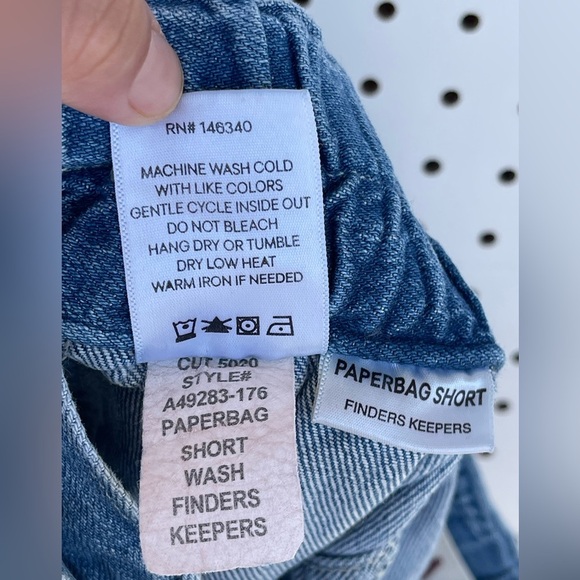 RN# 146340
MACHINE WASH COLD
WITH LIKE COLORS
GENTLE CYCLE INSIDE OUT
DO NOT BLEACH
HANG DRY OR TUMBLE
DRY LOW HEAT
WARM IRON IF NEEDED
CUT 5020
STYLE#
A49283-176
PAPERBAG
SHORT
WASH
FINDERS
KEEPERS
PAPERBAG SHORT
FINDERS KEEPERS